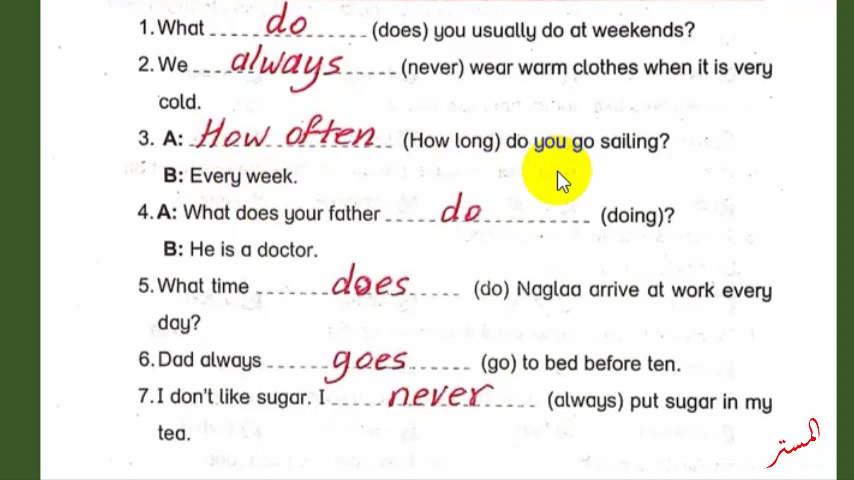 1. What ......do...... (does) you usually do at weekends?
2. We ....always...... (never) wear warm clothes when it is very
cold.
3. A: ..How often.... (How long) do you go sailing?
B: Every week.
4. A: What does your father ......do............ (doing)?
B: He is a doctor.
5. What time ..........does...... (do) Naglaa arrive at work every
day?
6. Dad always ......goes...... (go) to bed before ten.
7. I don't like sugar. I ......never...... (always) put sugar in my
tea.
المستر